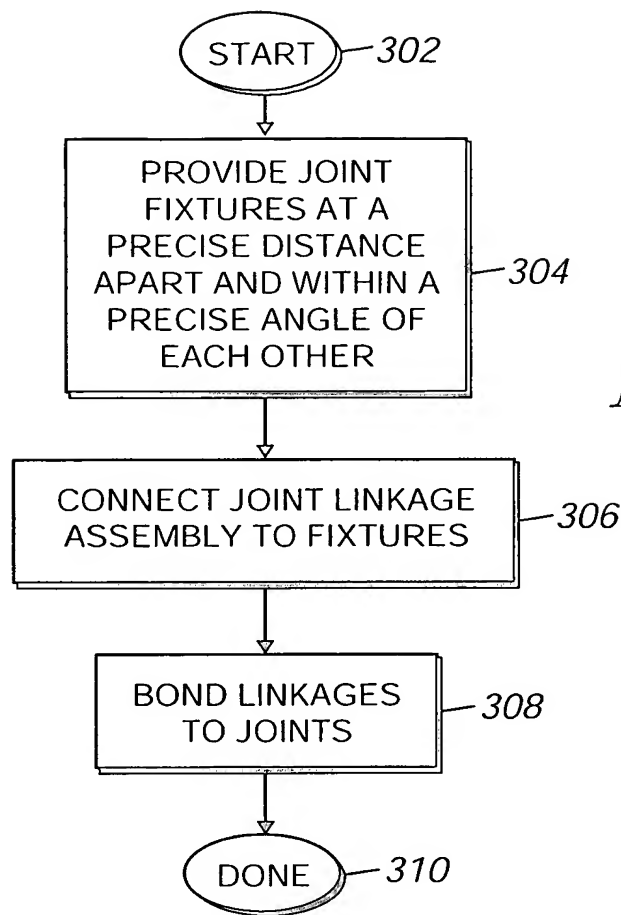 START
302
PROVIDE JOINT
FIXTURES AT A
PRECISE DISTANCE
APART AND WITHIN A
PRECISE ANGLE OF
EACH OTHER
304
CONNECT JOINT LINKAGE
ASSEMBLY TO FIXTURES
306
BOND LINKAGES
TO JOINTS
308
DONE
310